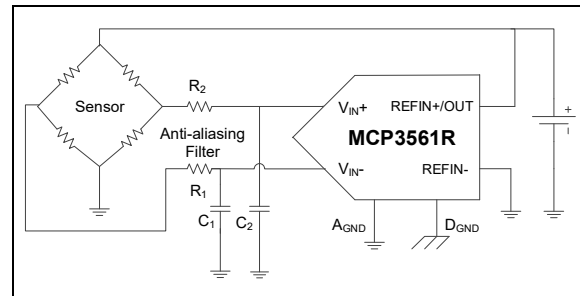 Sensor
R2
Anti-aliasing
Filter
R1
C1
C2
VIN+
REFIN+/OUT
MCP3561R
VIN-
REFIN-
AGND
DGND
+
-